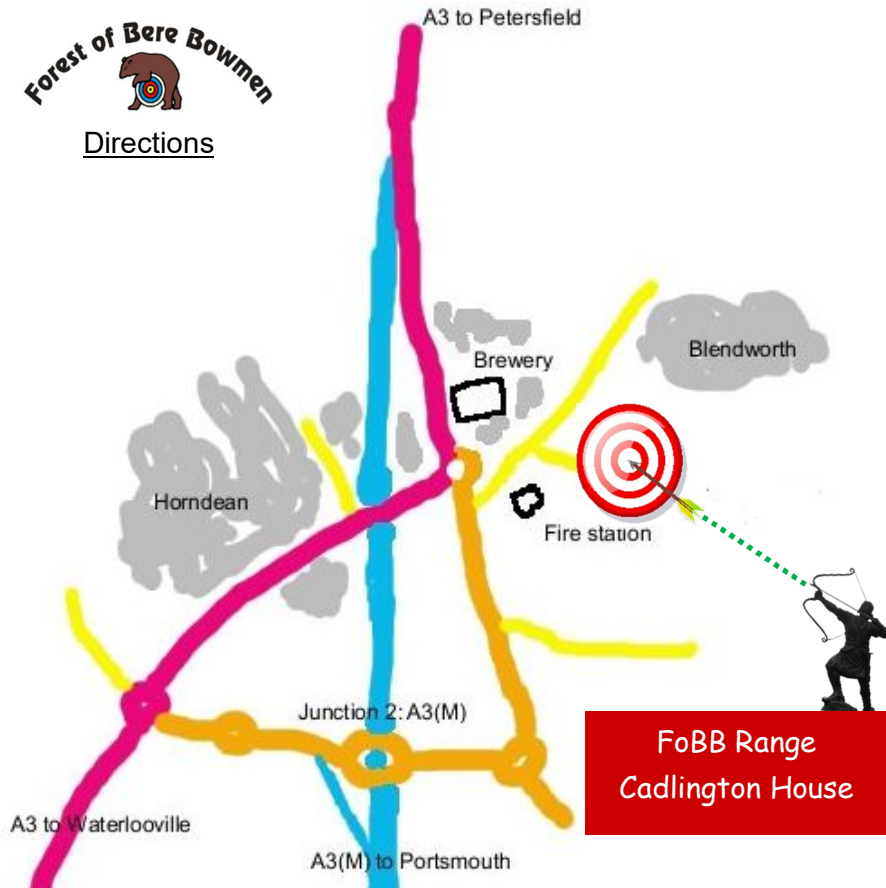 A3 to Petersfield
Forest of Bere Bowmen
Directions
Brewery
Blendworth
Horndean
Fire station
Junction 2: A3(M)
FoBB Range
Cadlington House
A3 to Waterlooville
A3(M) to Portsmouth